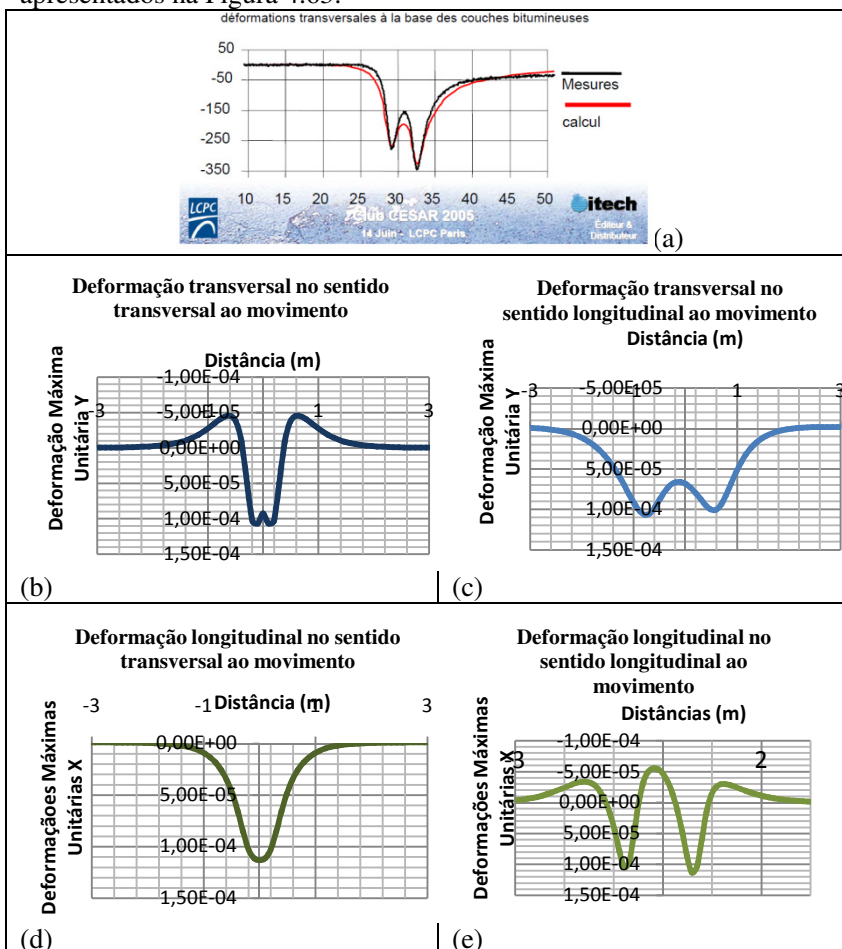 apresentados na Figura 4.65.
déformations transversales à la base des couches bitumineuses
50
-50
-150
-250
-350
Mesures
calcul
10 15 20 25 30 35 40 45 50
LCPC
Club CESAR 2005
14 Juin - LCPC Paris
itech
Éditeur & Distributeur
(a)
Deformação transversal no sentido
transversal ao movimento
Distância (m)
Deformação Máxima
Unitária Y
-1,00E-04
-3 -1 1 3
-5,00E-05
0,00E+00
5,00E-05
1,00E-04
1,50E-04
(b)
Deformação transversal no
sentido longitudinal ao movimento
Distância (m)
Deformação Máxima
Unitária Y
-3 -1 1 3
-5,00E-05
0,00E+00
5,00E-05
1,00E-04
1,50E-04
(c)
Deformação longitudinal no sentido
transversal ao movimento
-3 -1 Distância (m) 1 3
Deformaçãoes Máximas
Unitárias X
0,00E+00
5,00E-05
1,00E-04
1,50E-04
(d)
Deformação longitudinal no
sentido longitudinal ao
movimento
Distâncias (m)
Deformações Máximas
Unitárias X
-1,00E-04
-3 2
-5,00E-05
0,00E+00
5,00E-05
1,00E-04
1,50E-04
(e)